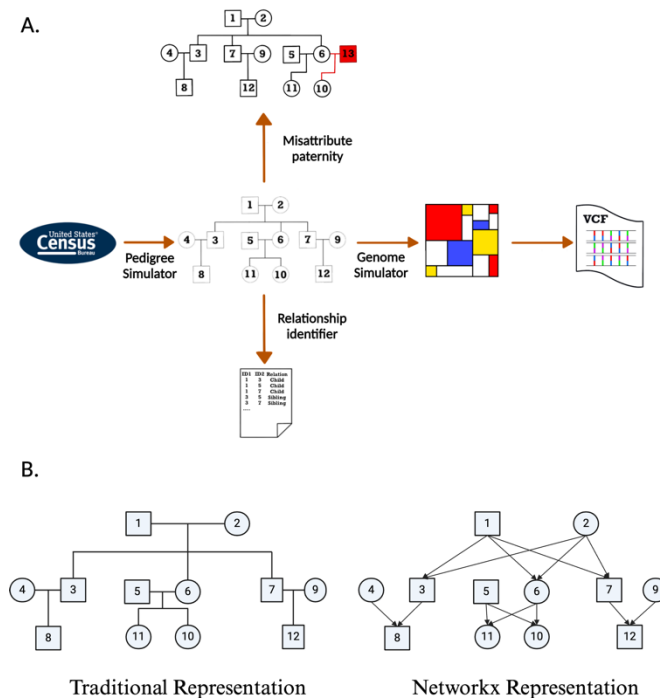 A.
1 2
4 3 7 9 5 6 13
8 12 11 10
Misattribute
paternity
United States®
Census
Bureau
Pedigree
Simulator
1 2
4 3 5 6 7 9
8 11 10 12
Genome
Simulator
VCF
Relationship
identifier
ID1 ID2 Relation
1 3 Child
1 5 Child
1 7 Child
3 5 Sibling
3 7 Sibling
....
B.
1 2
4 3 5 6 7 9
8 11 10 12
Traditional Representation
1 2
4 3 5 6 7 9
8 11 10 12
Networkx Representation